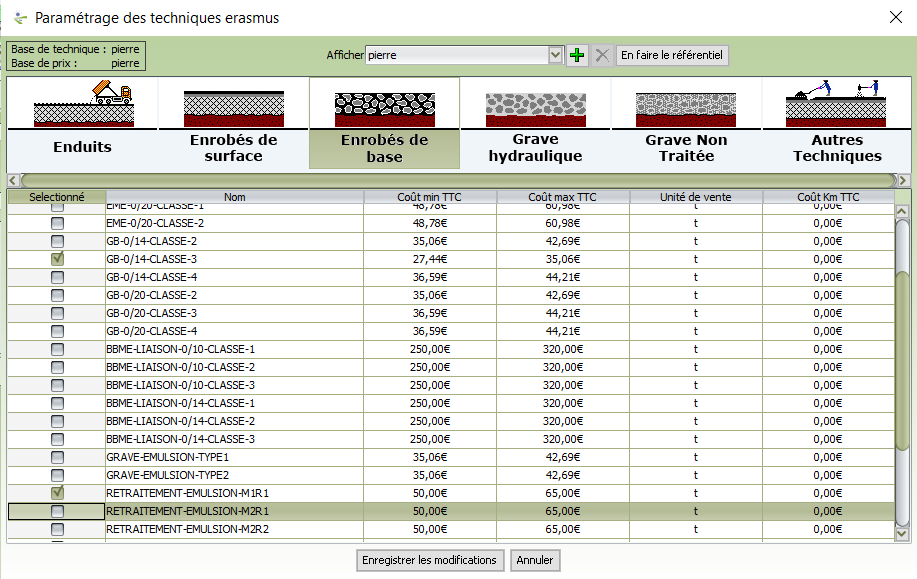 Paramétrage des techniques erasmus
Base de technique : pierre
Base de prix : pierre
Afficher pierre En faire le référentiel
Enduits
Enrobés de surface
Enrobés de base
Grave hydraulique
Grave Non Traitée
Autres Techniques
Selectionné Nom Coût min TTC Coût max TTC Unité de vente Coût Km TTC
EME-0/20-CLASSE-1 48,78€ 60,98€ t 0,00€
EME-0/20-CLASSE-2 48,78€ 60,98€ t 0,00€
GB-0/14-CLASSE-2 35,06€ 42,69€ t 0,00€
GB-0/14-CLASSE-3 27,44€ 35,06€ t 0,00€
GB-0/14-CLASSE-4 36,59€ 44,21€ t 0,00€
GB-0/20-CLASSE-2 35,06€ 42,69€ t 0,00€
GB-0/20-CLASSE-3 36,59€ 44,21€ t 0,00€
GB-0/20-CLASSE-4 36,59€ 44,21€ t 0,00€
BBME-LIAISON-0/10-CLASSE-1 250,00€ 320,00€ t 0,00€
BBME-LIAISON-0/10-CLASSE-2 250,00€ 320,00€ t 0,00€
BBME-LIAISON-0/10-CLASSE-3 250,00€ 320,00€ t 0,00€
BBME-LIAISON-0/14-CLASSE-1 250,00€ 320,00€ t 0,00€
BBME-LIAISON-0/14-CLASSE-2 250,00€ 320,00€ t 0,00€
BBME-LIAISON-0/14-CLASSE-3 250,00€ 320,00€ t 0,00€
GRAVE-EMULSION-TYPE1 35,06€ 42,69€ t 0,00€
GRAVE-EMULSION-TYPE2 35,06€ 42,69€ t 0,00€
RETRAITEMENT-EMULSION-M1R1 50,00€ 65,00€ t 0,00€
RETRAITEMENT-EMULSION-M2R1 50,00€ 65,00€ t 0,00€
RETRAITEMENT-EMULSION-M2R2 50,00€ 65,00€ t 0,00€
Enregistrer les modifications Annuler